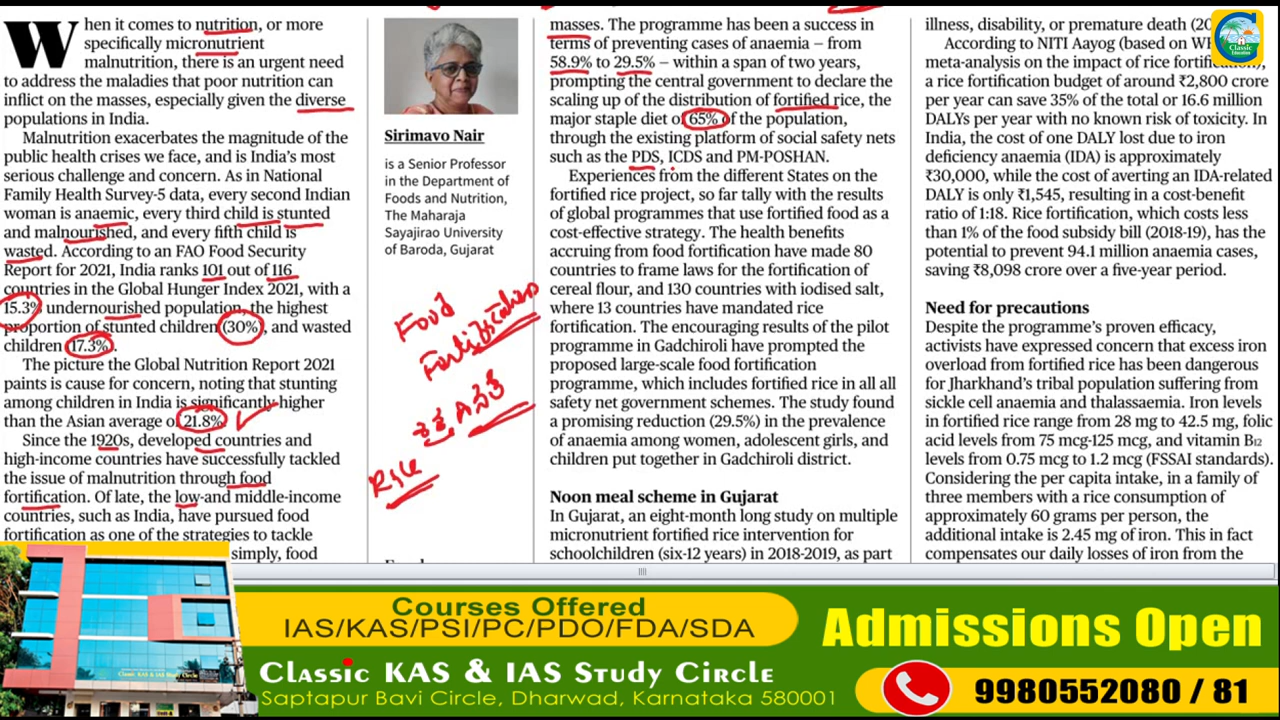 When it comes to nutrition, or more
specifically micronutrient
malnutrition, there is an urgent need
to address the maladies that poor nutrition can
inflict on the masses, especially given the diverse
populations in India.
Malnutrition exacerbates the magnitude of the
public health crises we face, and is India's most
serious challenge and concern. As in National
Family Health Survey-5 data, every second Indian
woman is anaemic, every third child is stunted
and malnourished, and every fifth child is
wasted. According to an FAO Food Security
Report for 2021, India ranks 101 out of 116
countries in the Global Hunger Index 2021, with a
15.3% undernourished population, the highest
proportion of stunted children (30%), and wasted
children (17.3%).
The picture the Global Nutrition Report 2021
paints is cause for concern, noting that stunting
among children in India is significantly higher
than the Asian average of 21.8%.
Since the 1920s, developed countries and
high-income countries have successfully tackled
the issue of malnutrition through food
fortification. Of late, the low-and middle-income
countries, such as India, have pursued food
fortification as one of the strategies to tackle
simply, food
Sirimavo Nair
is a Senior Professor
in the Department of
Foods and Nutrition,
The Maharaja
Sayajirao University
of Baroda, Gujarat
Food
Fortification
Rice
masses. The programme has been a success in
terms of preventing cases of anaemia – from
58.9% to 29.5% – within a span of two years,
prompting the central government to declare the
scaling up of the distribution of fortified rice, the
major staple diet of 65% of the population,
through the existing platform of social safety nets
such as the PDS, ICDS and PM-POSHAN.
Experiences from the different States on the
fortified rice project, so far tally with the results
of global programmes that use fortified food as a
cost-effective strategy. The health benefits
accruing from food fortification have made 80
countries to frame laws for the fortification of
cereal flour, and 130 countries with iodised salt,
where 13 countries have mandated rice
fortification. The encouraging results of the pilot
programme in Gadchiroli have prompted the
proposed large-scale food fortification
programme, which includes fortified rice in all all
safety net government schemes. The study found
a promising reduction (29.5%) in the prevalence
of anaemia among women, adolescent girls, and
children put together in Gadchiroli district.
Noon meal scheme in Gujarat
In Gujarat, an eight-month long study on multiple
micronutrient fortified rice intervention for
schoolchildren (six-12 years) in 2018-2019, as part
illness, disability, or premature death (20
According to NITI Aayog (based on
meta-analysis on the impact of rice fortification),
a rice fortification budget of around ₹2,800 crore
per year can save 35% of the total or 16.6 million
DALYs per year with no known risk of toxicity. In
India, the cost of one DALY lost due to iron
deficiency anaemia (IDA) is approximately
₹30,000, while the cost of averting an IDA-related
DALY is only ₹1,545, resulting in a cost-benefit
ratio of 1:18. Rice fortification, which costs less
than 1% of the food subsidy bill (2018-19), has the
potential to prevent 94.1 million anaemia cases,
saving ₹8,098 crore over a five-year period.
Need for precautions
Despite the programme's proven efficacy,
activists have expressed concern that excess iron
overload from fortified rice has been dangerous
for Jharkhand's tribal population suffering from
sickle cell anaemia and thalassaemia. Iron levels
in fortified rice range from 28 mg to 42.5 mg, folic
acid levels from 75 mcg-125 mcg, and vitamin B12
levels from 0.75 mcg to 1.2 mcg (FSSAI standards).
Considering the per capita intake, in a family of
three members with a rice consumption of
approximately 60 grams per person, the
additional intake is 2.45 mg of iron. This in fact
compensates our daily losses of iron from the
Classic
Education
Courses Offered
IAS/KAS/PSI/PC/PDO/FDA/SDA
Classic KAS & IAS Study Circle
Saptapur Bavi Circle, Dharwad, Karnataka 580001
Admissions Open
9980552080 / 81